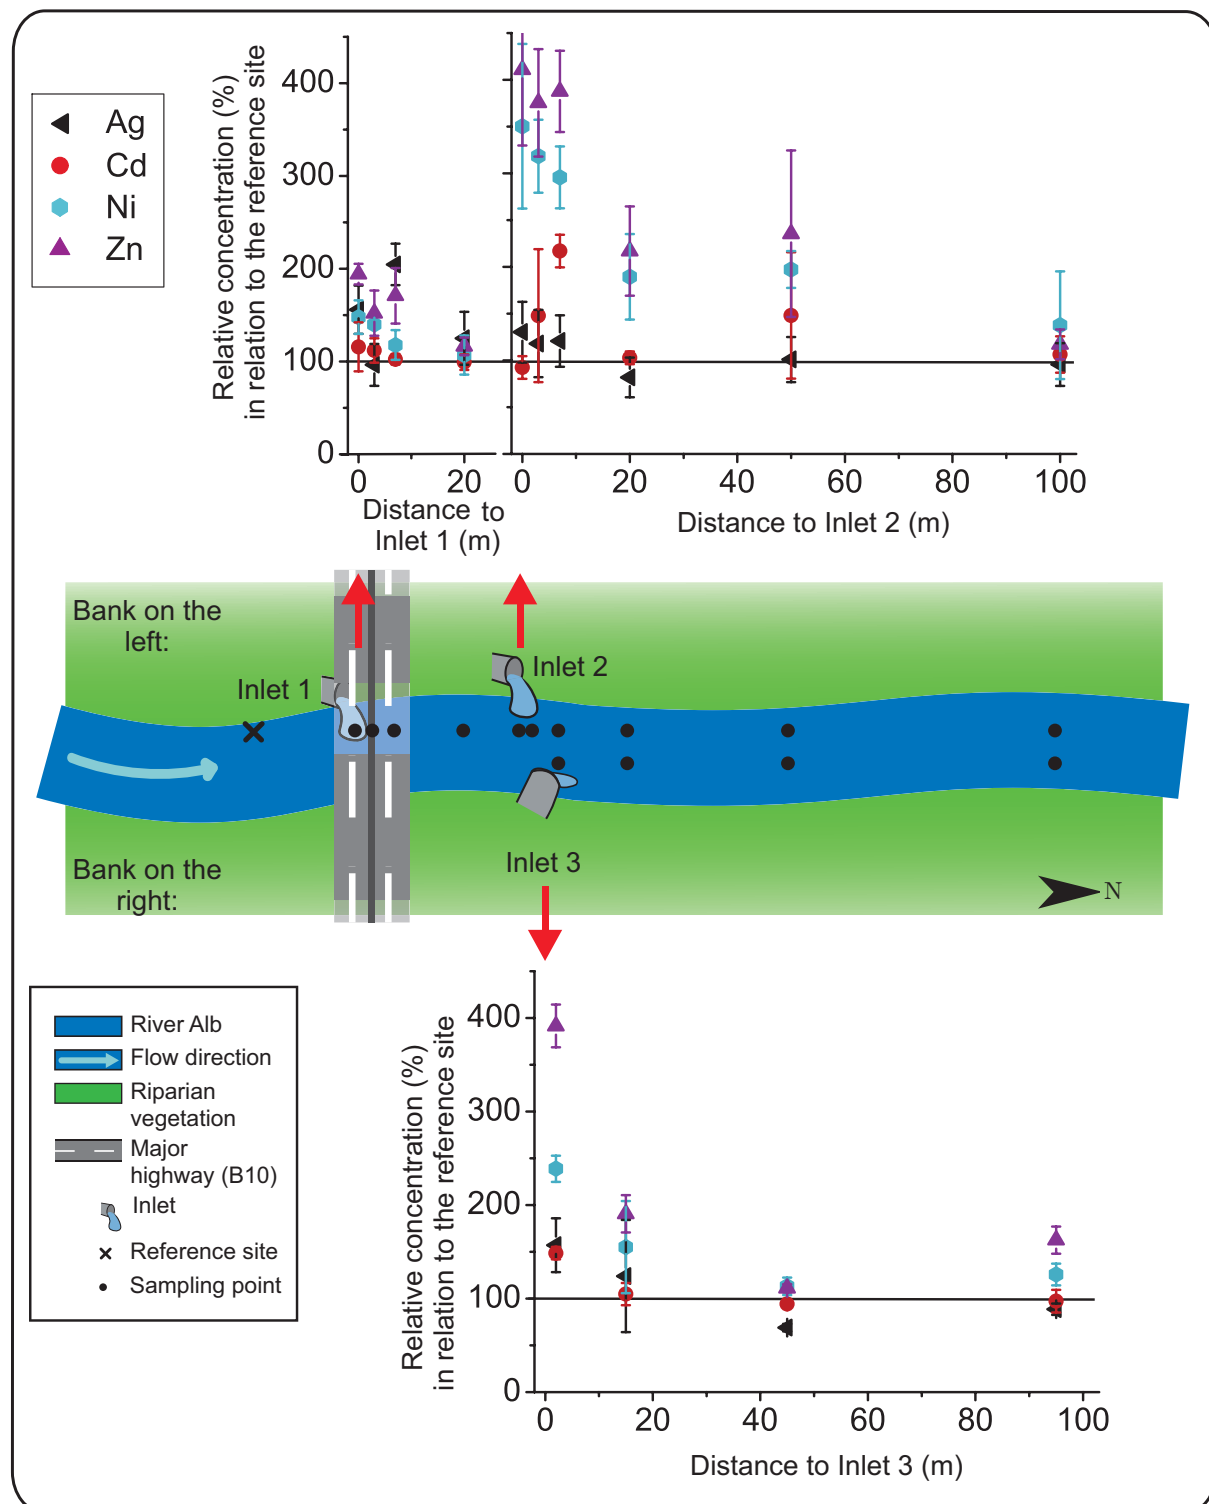 Ag
Cd
Ni
Zn
Relative concentration (%)
in relation to the reference site
400
300
200
100
0
0
20
Distance to
Inlet 1 (m)
0
20
40
60
80
100
Distance to Inlet 2 (m)
Bank on the
left:
Inlet 1
Inlet 2
Inlet 3
Bank on the
right:
N
River Alb
Flow direction
Riparian
vegetation
Major
highway (B10)
Inlet
Reference site
Sampling point
Relative concentration (%)
in relation to the reference site
400
300
200
100
0
0
20
40
60
80
100
Distance to Inlet 3 (m)